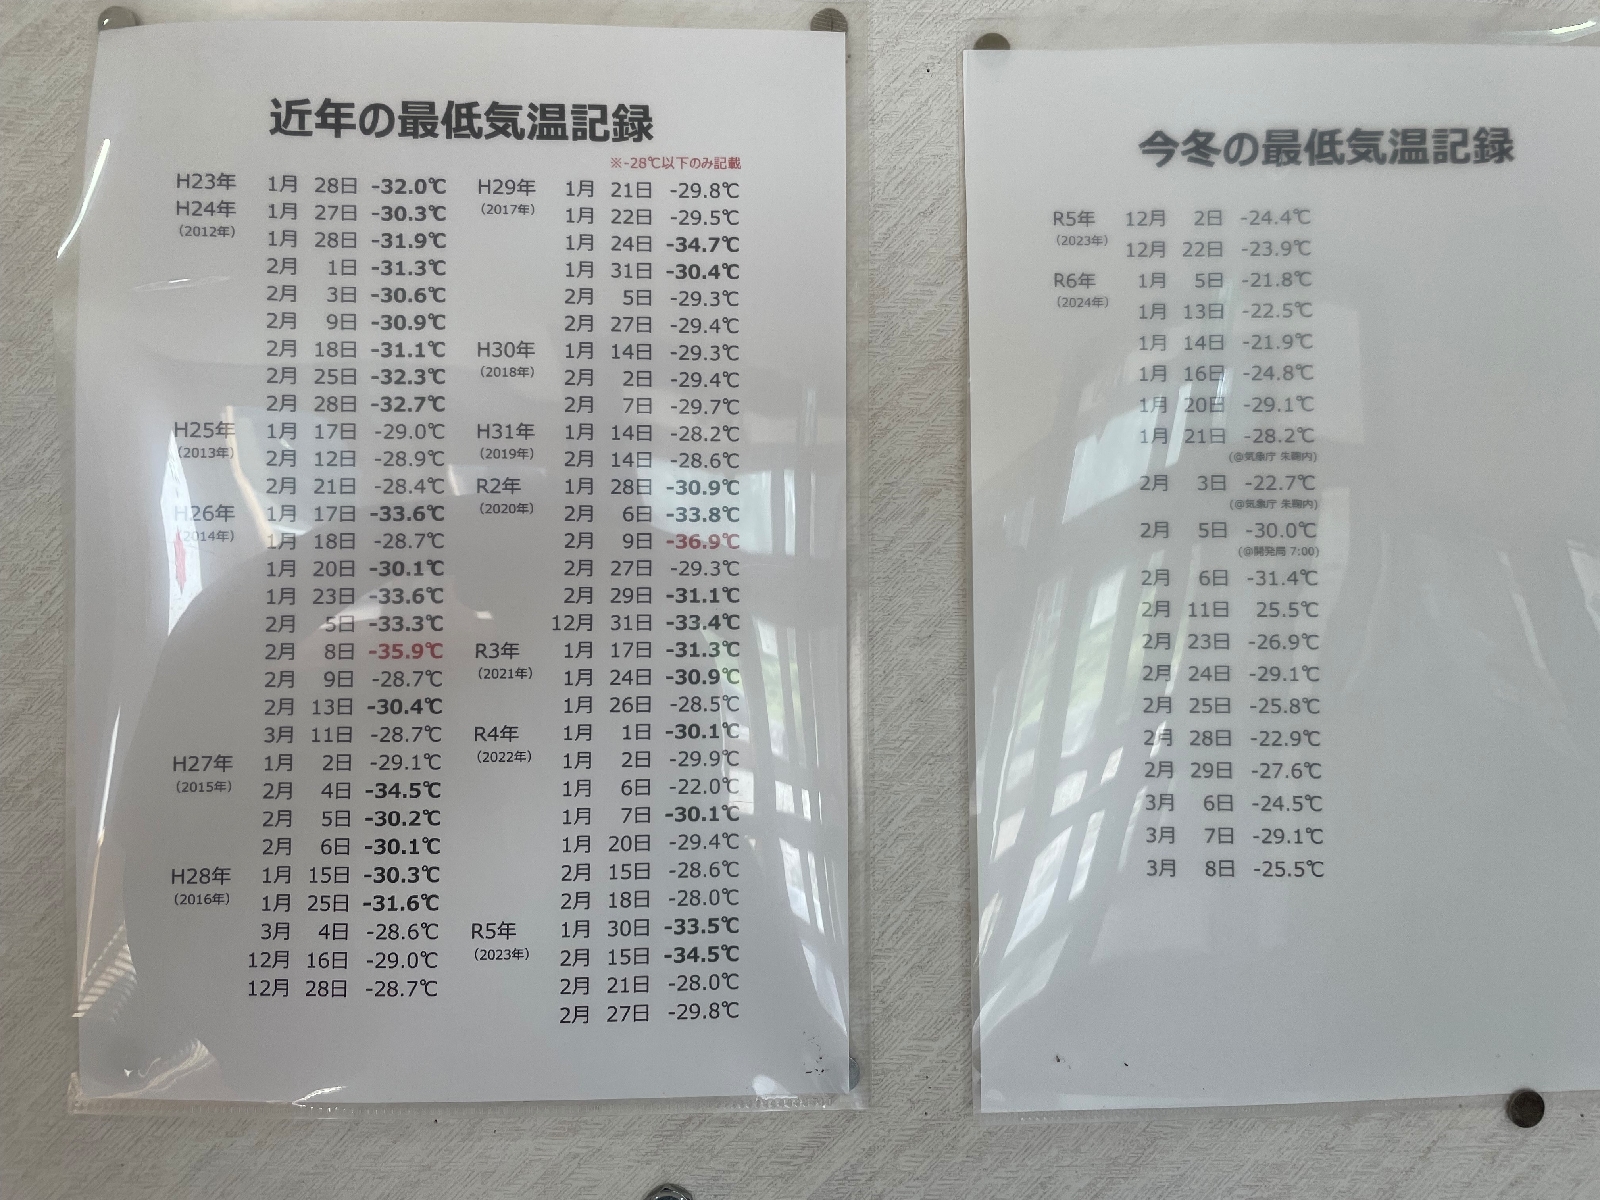 近年の最低気温記録
※-28℃以下のみ記載
H23年 1月 28日 -32.0℃
H24年 1月 27日 -30.3℃
(2012年)
1月 28日 -31.9℃
2月 1日 -31.3℃
2月 3日 -30.6℃
2月 9日 -30.9℃
2月 18日 -31.1℃
2月 25日 -32.3℃
2月 28日 -32.7℃
H25年 1月 17日 -29.0℃
(2013年)
2月 12日 -28.9℃
2月 21日 -28.4℃
H26年 1月 17日 -33.6℃
(2014年)
1月 18日 -28.7℃
1月 20日 -30.1℃
1月 23日 -33.6℃
2月 5日 -33.3℃
2月 8日 -35.9℃
2月 9日 -28.7℃
2月 13日 -30.4℃
3月 11日 -28.7℃
H27年 1月 2日 -29.1℃
(2015年)
2月 4日 -34.5℃
2月 5日 -30.2℃
2月 6日 -30.1℃
H28年 1月 15日 -30.3℃
(2016年)
1月 25日 -31.6℃
3月 4日 -28.6℃
12月 16日 -29.0℃
12月 28日 -28.7℃
H29年 1月 21日 -29.8℃
(2017年)
1月 22日 -29.5℃
1月 24日 -34.7℃
1月 31日 -30.4℃
2月 5日 -29.3℃
2月 27日 -29.4℃
H30年 1月 14日 -29.3℃
(2018年)
2月 2日 -29.4℃
2月 7日 -29.7℃
H31年 1月 14日 -28.2℃
(2019年)
2月 14日 -28.6℃
R2年 1月 28日 -30.9℃
(2020年)
2月 6日 -33.8℃
2月 9日 -36.9℃
2月 27日 -29.3℃
2月 29日 -31.1℃
12月 31日 -33.4℃
R3年 1月 17日 -31.3℃
(2021年)
1月 24日 -30.9℃
1月 26日 -28.5℃
R4年 1月 1日 -30.1℃
(2022年)
1月 2日 -29.9℃
1月 6日 -22.0℃
1月 7日 -30.1℃
1月 20日 -29.4℃
2月 15日 -28.6℃
2月 18日 -28.0℃
R5年 1月 30日 -33.5℃
(2023年)
2月 15日 -34.5℃
2月 21日 -28.0℃
2月 27日 -29.8℃
今冬の最低気温記録
R5年 12月 2日 -24.4℃
(2023年)
12月 22日 -23.9℃
R6年 1月 5日 -21.8℃
(2024年)
1月 13日 -22.5℃
1月 14日 -21.9℃
1月 16日 -24.8℃
1月 20日 -29.1℃
1月 21日 -28.2℃
(@気象庁 朱鞠内)
2月 3日 -22.7℃
(@気象庁 朱鞠内)
2月 5日 -30.0℃
(@開発局 7:00)
2月 6日 -31.4℃
2月 11日 25.5℃
2月 23日 -26.9℃
2月 24日 -29.1℃
2月 25日 -25.8℃
2月 28日 -22.9℃
2月 29日 -27.6℃
3月 6日 -24.5℃
3月 7日 -29.1℃
3月 8日 -25.5℃